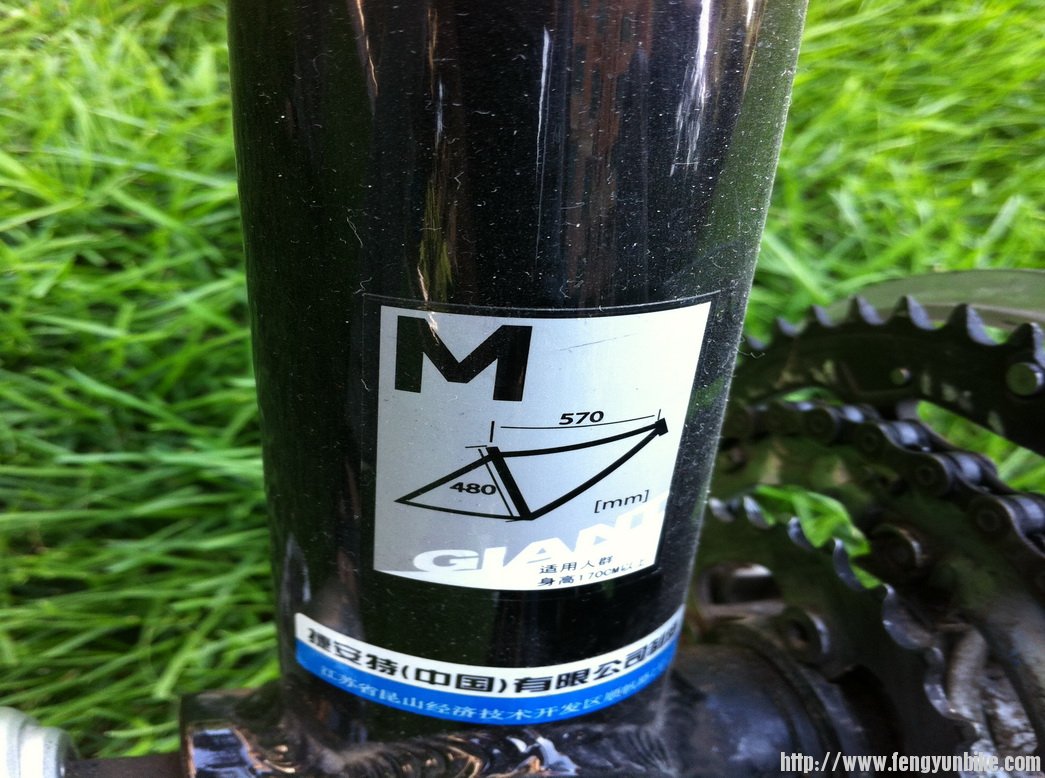 M
570
480
[mm]
GIANT
适用人群
身高170CM以上
捷安特(中国)有限公司制造
江苏省昆山经济技术开发区
http://www.fengyunbike.com